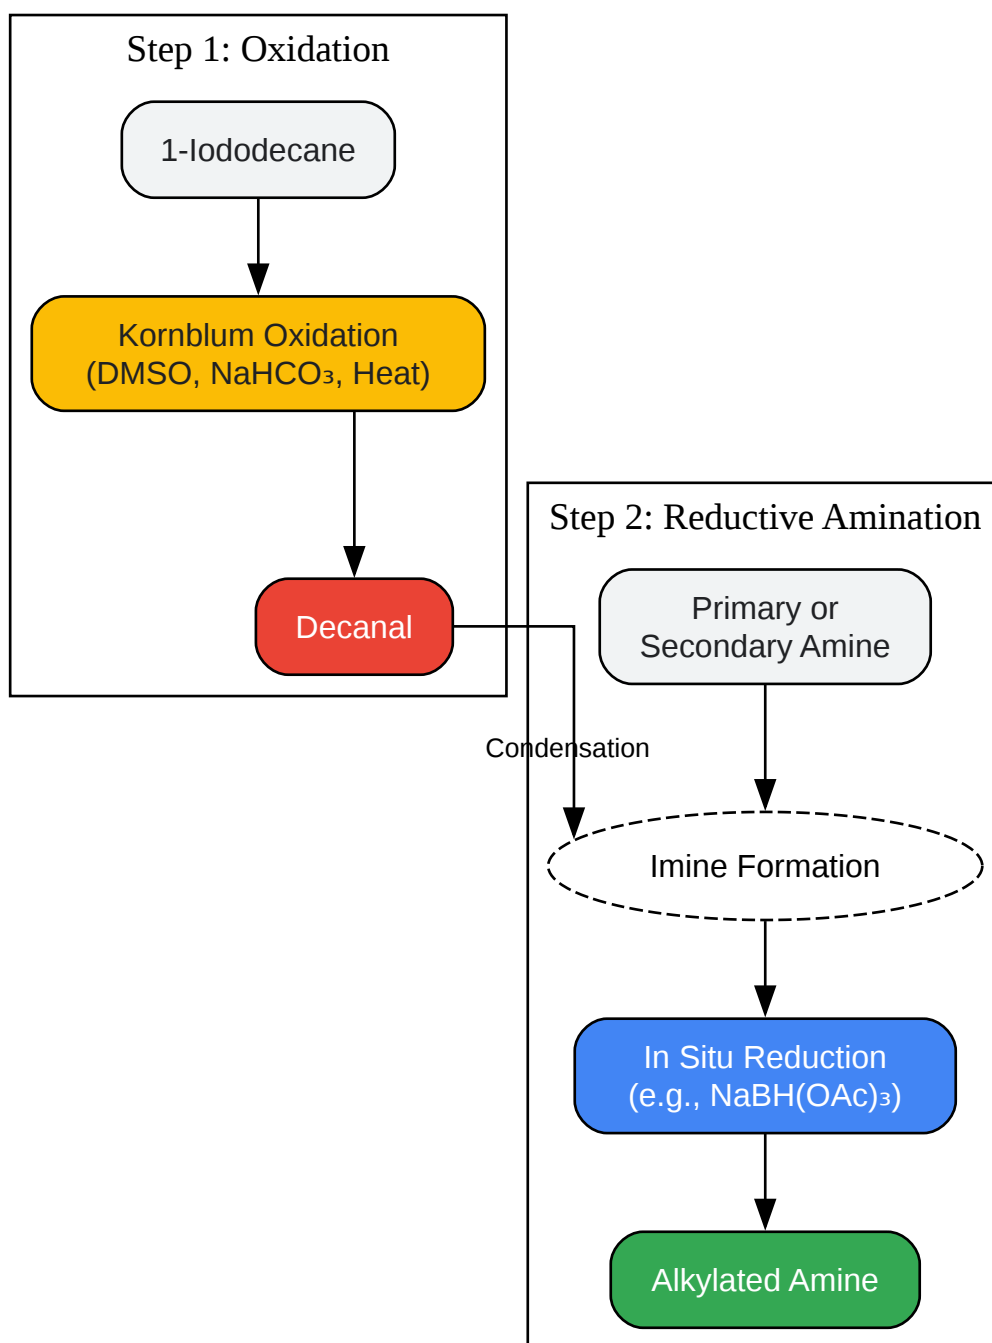 Step 1: Oxidation
1-Iododecane
Kornblum Oxidation
(DMSO, NaHCO₃, Heat)
Decanal
Step 2: Reductive Amination
Primary or
Secondary Amine
Condensation
Imine Formation
In Situ Reduction
(e.g., NaBH(OAc)₃)
Alkylated Amine